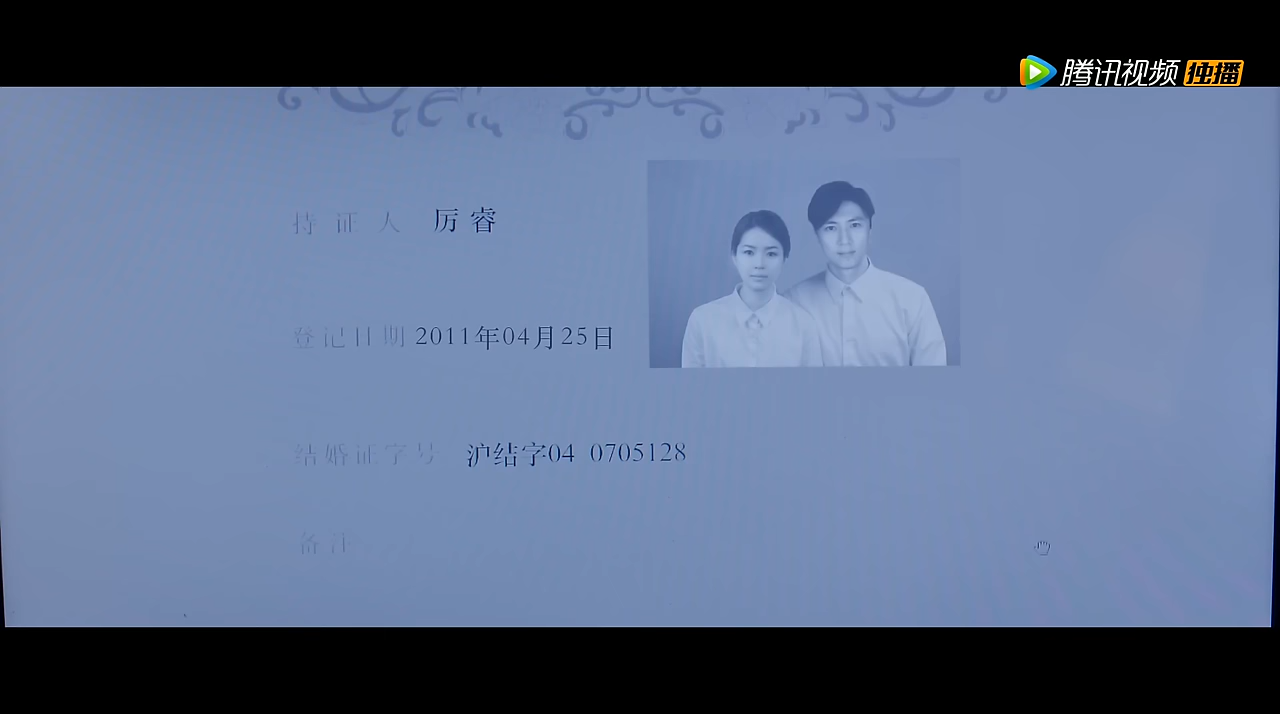 腾讯视频 独播
持证人 厉睿
登记日期 2011年04月25日
结婚证字号 沪结字04 0705128
备注